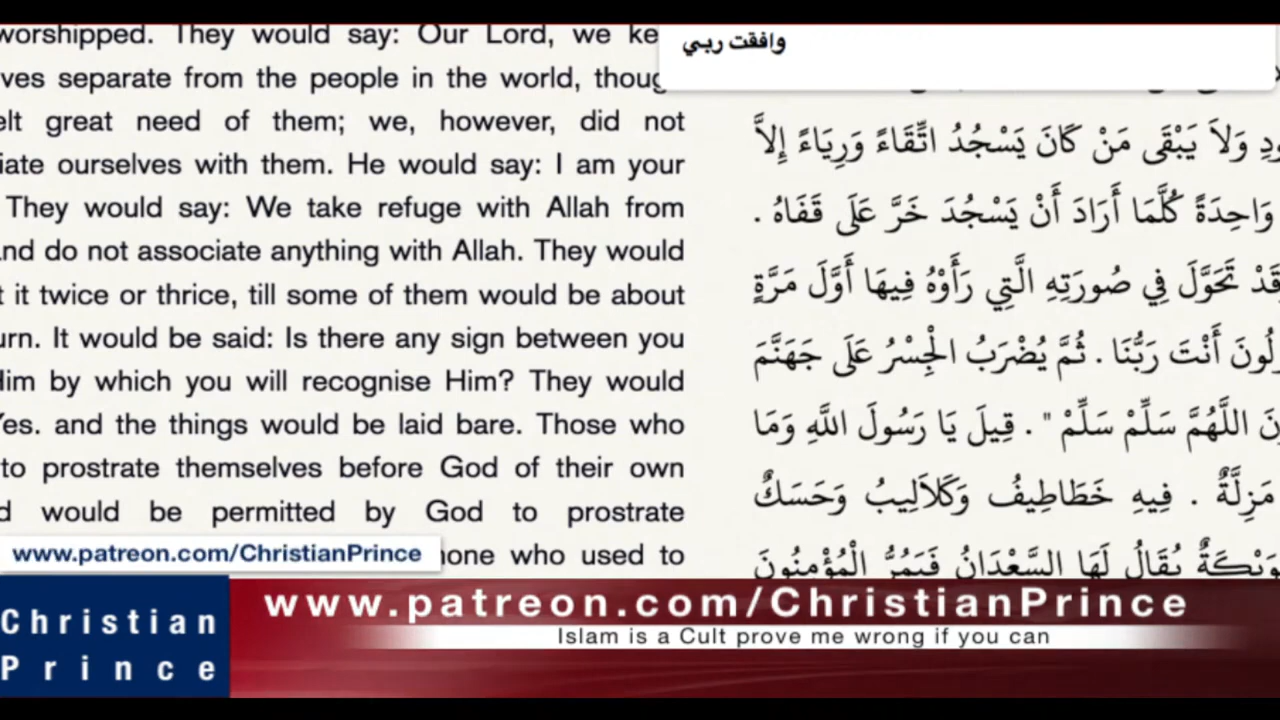 worshipped. They would say: Our Lord, we ke
ves separate from the people in the world, thoug
elt great need of them; we, however, did not
iate ourselves with them. He would say: I am your
They would say: We take refuge with Allah from
nd do not associate anything with Allah. They would
t it twice or thrice, till some of them would be about
urn. It would be said: Is there any sign between you
Him by which you will recognise Him? They would
Yes. and the things would be laid bare. Those who
to prostrate themselves before God of their own
d would be permitted by God to prostrate
none who used to
وافقت ربي
ودِ وَلاَ يَبْقَى مَنْ كَانَ يَسْجُدُ اتِّقَاءً وَرِيَاءً إِلاَّ
وَاحِدَةً كُلَّمَا أَرَادَ أَنْ يَسْجُدَ خَرَّ عَلَى قَفَاهُ .
قَدْ تَحَوَّلَ فِي صُورَتِهِ الَّتِي رَأَوْهُ فِيهَا أَوَّلَ مَرَّةٍ
لُونَ أَنْتَ رَبُّنَا . ثُمَّ يُضْرَبُ الْجِسْرُ عَلَى جَهَنَّمَ
نَ اللَّهُمَّ سَلِّمْ سَلِّمْ " . قِيلَ يَا رَسُولَ اللَّهِ وَمَا
مَزِلَّةٌ . فِيهِ خَطَاطِيفُ وَكَلاَلِيبُ وَحَسَكٌ
وَيْكَةٌ يُقَالُ لَهَا السَّعْدَانُ فَيَمُرُّ الْمُؤْمِنُونَ
www.patreon.com/ChristianPrince
Christian
Prince
www.patreon.com/ChristianPrince
Islam is a Cult prove me wrong if you can